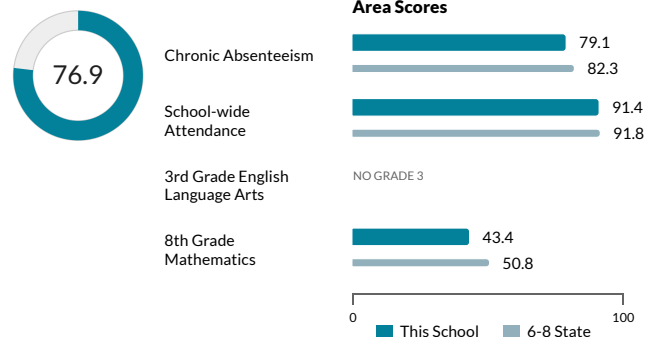 Area Scores
76.9
Chronic Absenteeism
79.1
82.3
School-wide
Attendance
91.4
91.8
3rd Grade English
Language Arts
NO GRADE 3
8th Grade
Mathematics
43.4
50.8
0
100
This School
6-8 State